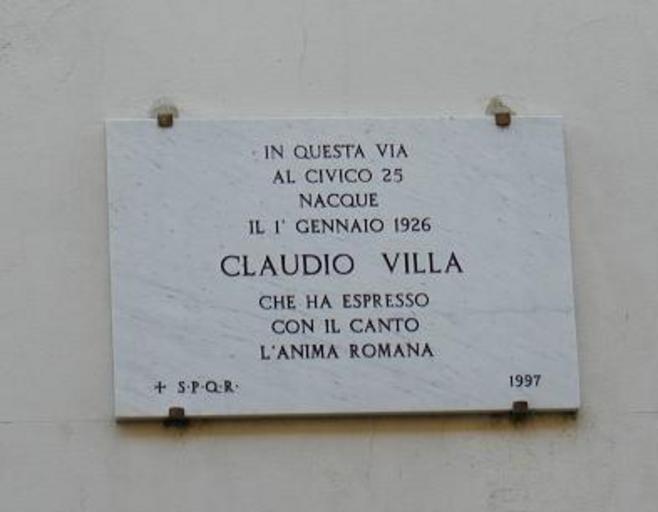 IN QUESTA VIA
AL CIVICO 25
NACQUE
IL 1' GENNAIO 1926
CLAUDIO VILLA
CHE HA ESPRESSO
CON IL CANTO
L'ANIMA ROMANA
+ S·P·Q·R· 1997